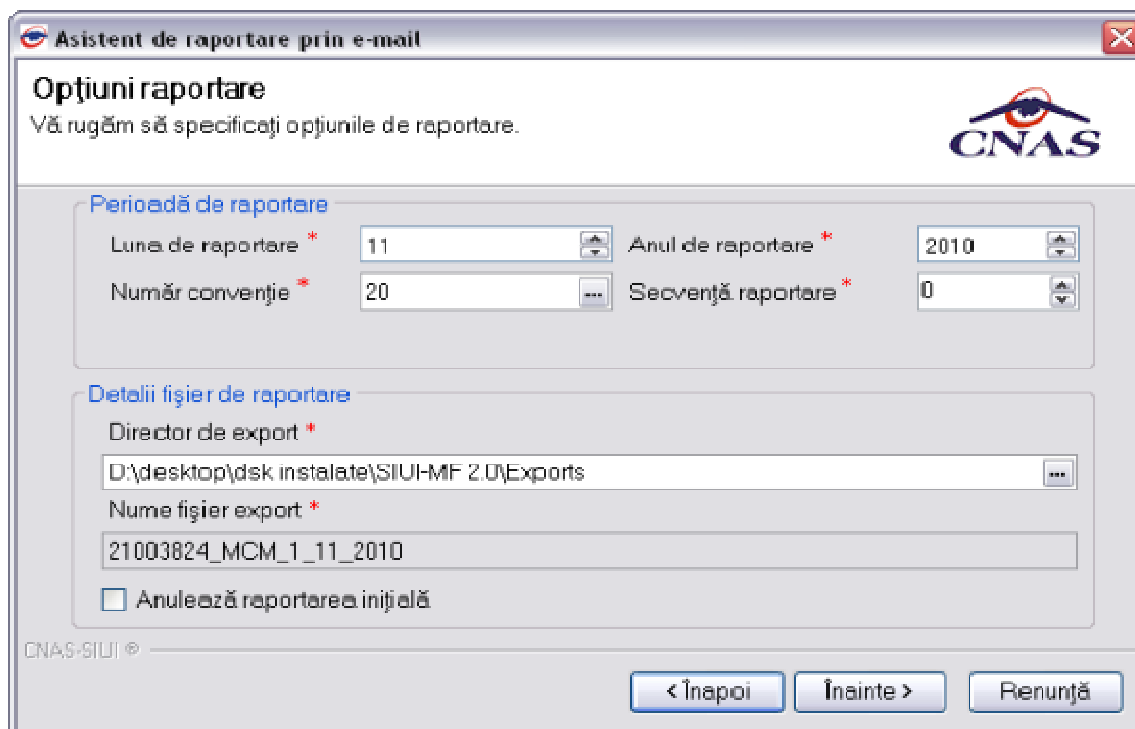 Asistent de raportare prin e-mail
Opţiuni raportare
Vă rugăm să specificaţi opţiunile de raportare.
CNAS
Perioadă de raportare
Luna de raportare * 11 Anul de raportare * 2010
Număr convenţie * 20 ... Secvenţă raportare * 0
Detalii fişier de raportare
Director de export *
D:\desktop\dsk instalate\SIUI-MF 2.0\Exports ...
Nume fişier export *
21003824_MCM_1_11_2010
Anulează raportarea iniţială
CNAS-SIUI ®
< Înapoi Înainte > Renunţă